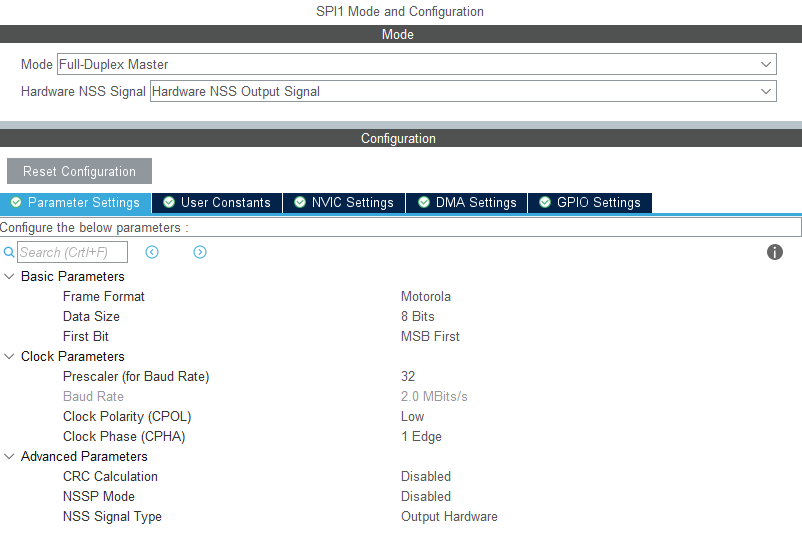 SPI1 Mode and Configuration
Mode
Mode Full-Duplex Master
Hardware NSS Signal Hardware NSS Output Signal
Configuration
Reset Configuration
Parameter Settings User Constants NVIC Settings DMA Settings GPIO Settings
Configure the below parameters :
Search (Crtl+F)
Basic Parameters
Frame Format Motorola
Data Size 8 Bits
First Bit MSB First
Clock Parameters
Prescaler (for Baud Rate) 32
Baud Rate 2.0 MBits/s
Clock Polarity (CPOL) Low
Clock Phase (CPHA) 1 Edge
Advanced Parameters
CRC Calculation Disabled
NSSP Mode Disabled
NSS Signal Type Output Hardware